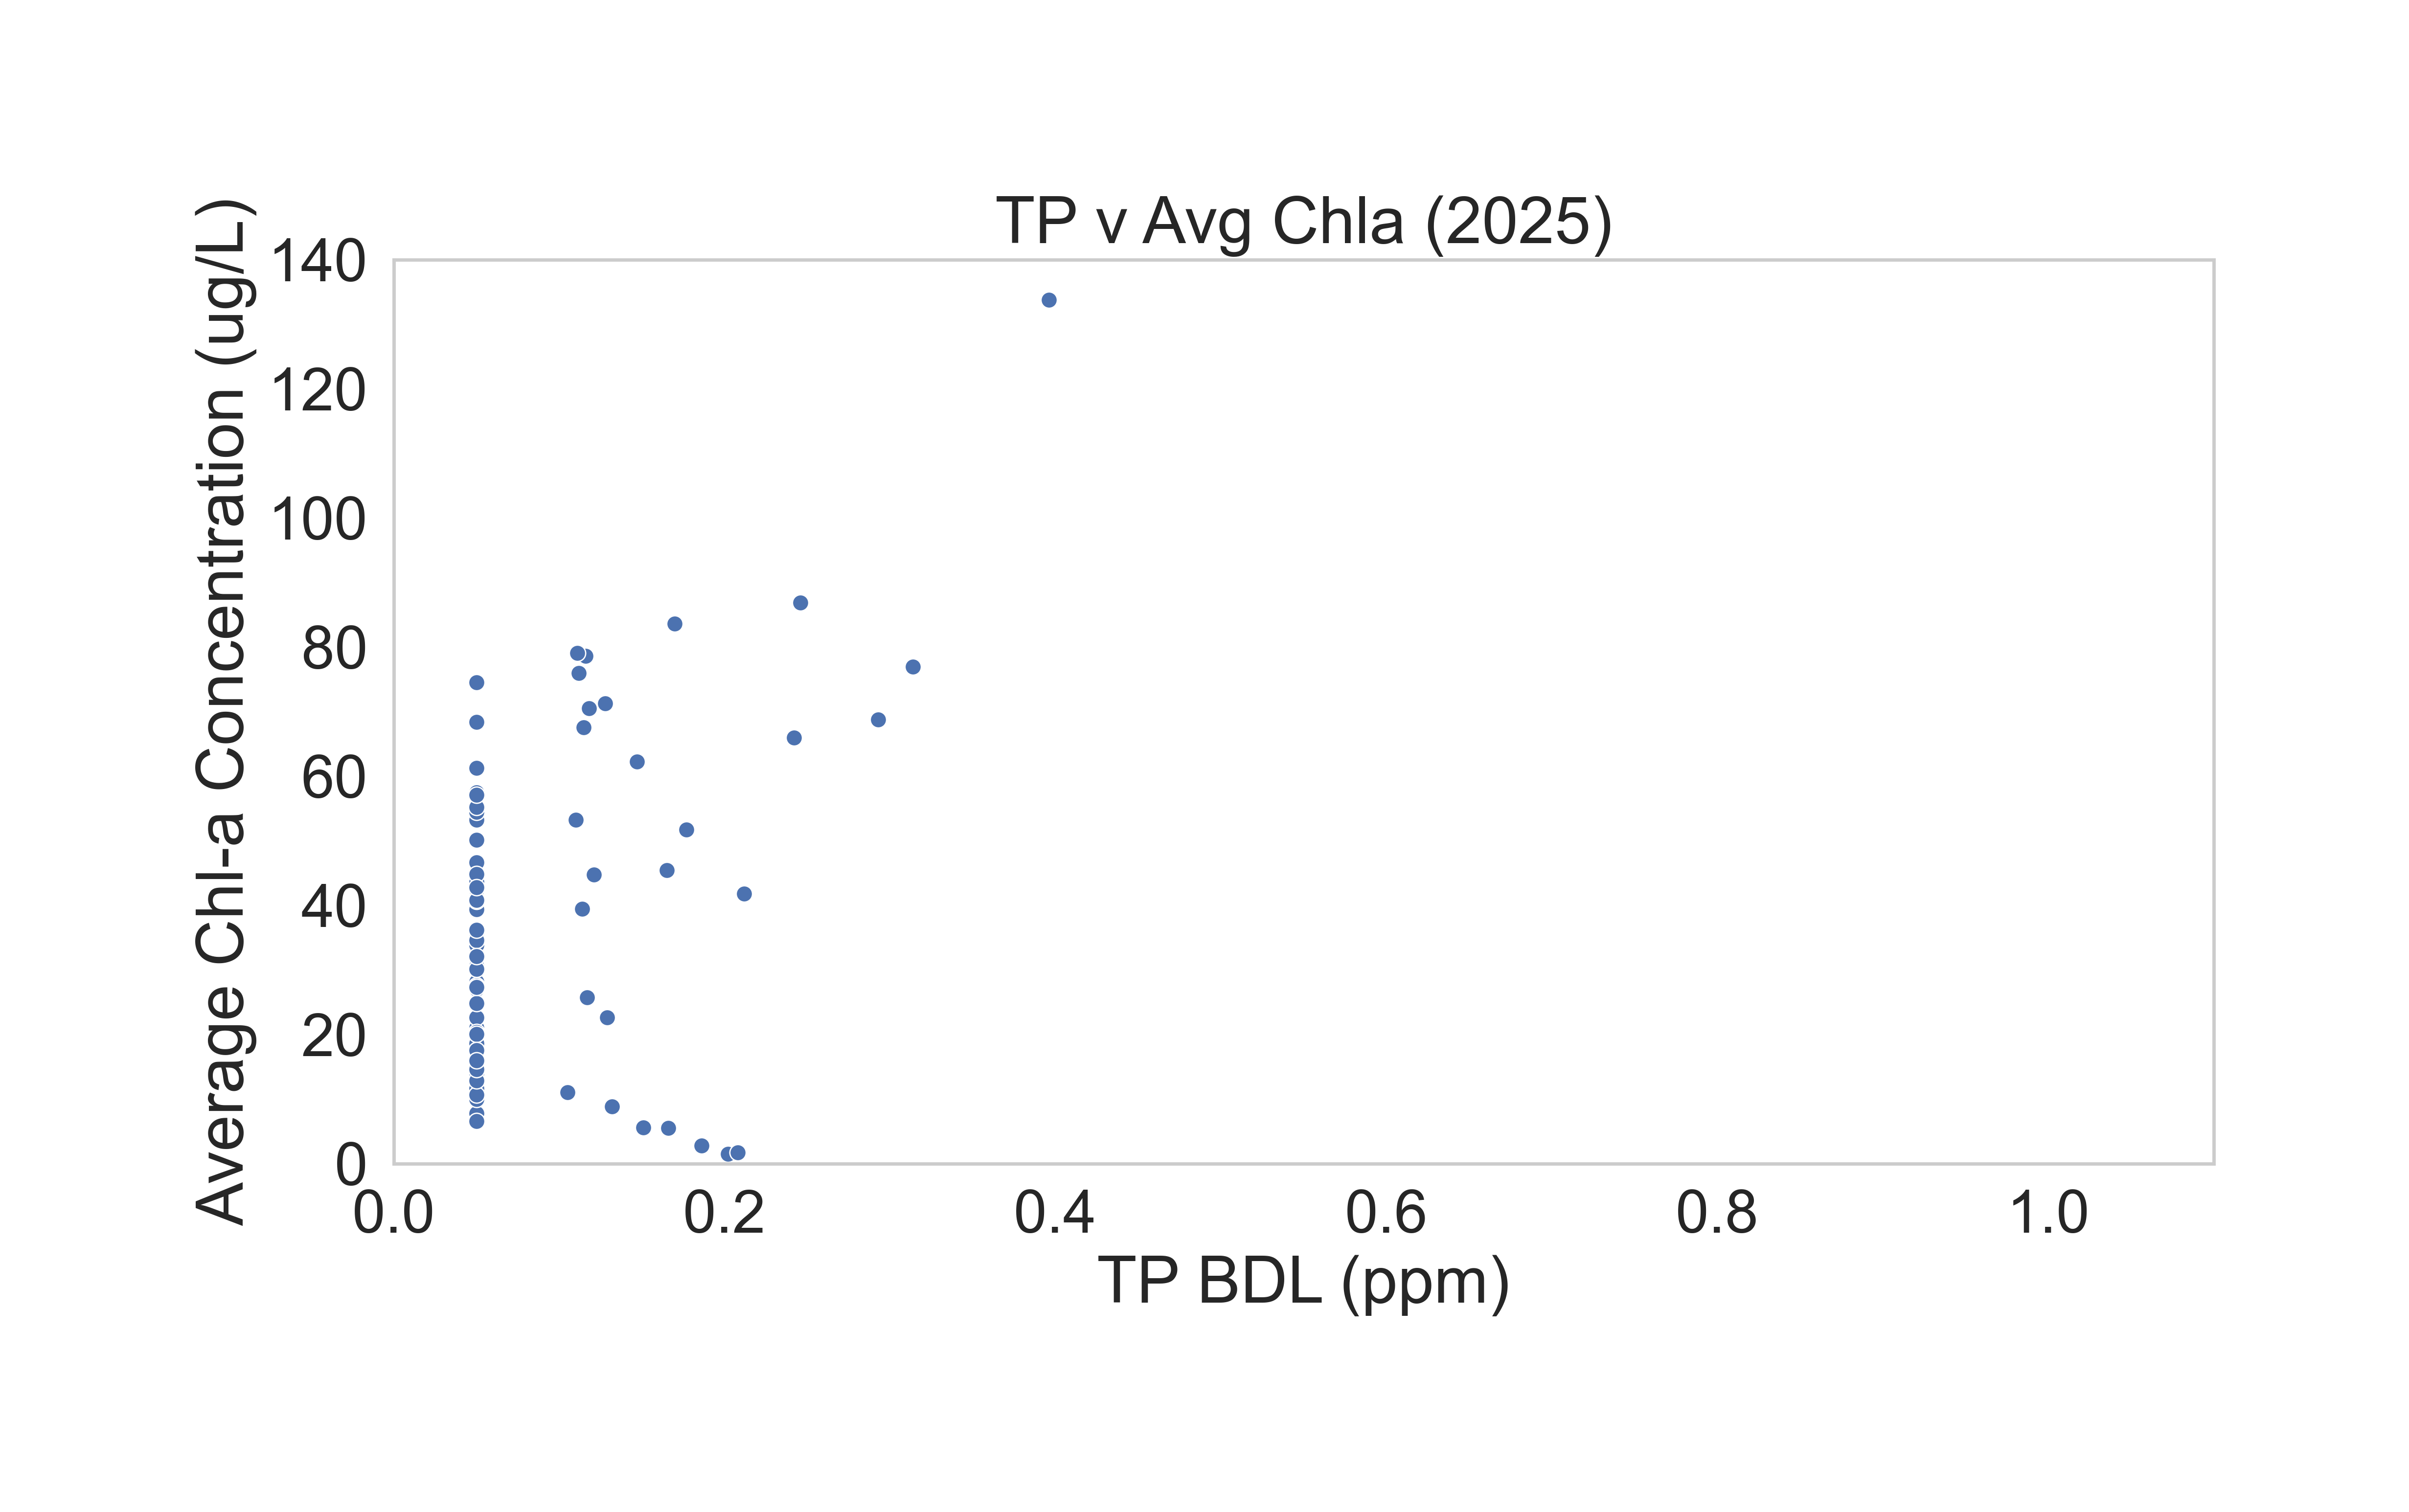 TP v Avg Chla (2025)
Average Chl-a Concentration (ug/L)
140
120
100
80
60
40
20
0
0.0 0.2 0.4 0.6 0.8 1.0
TP BDL (ppm)